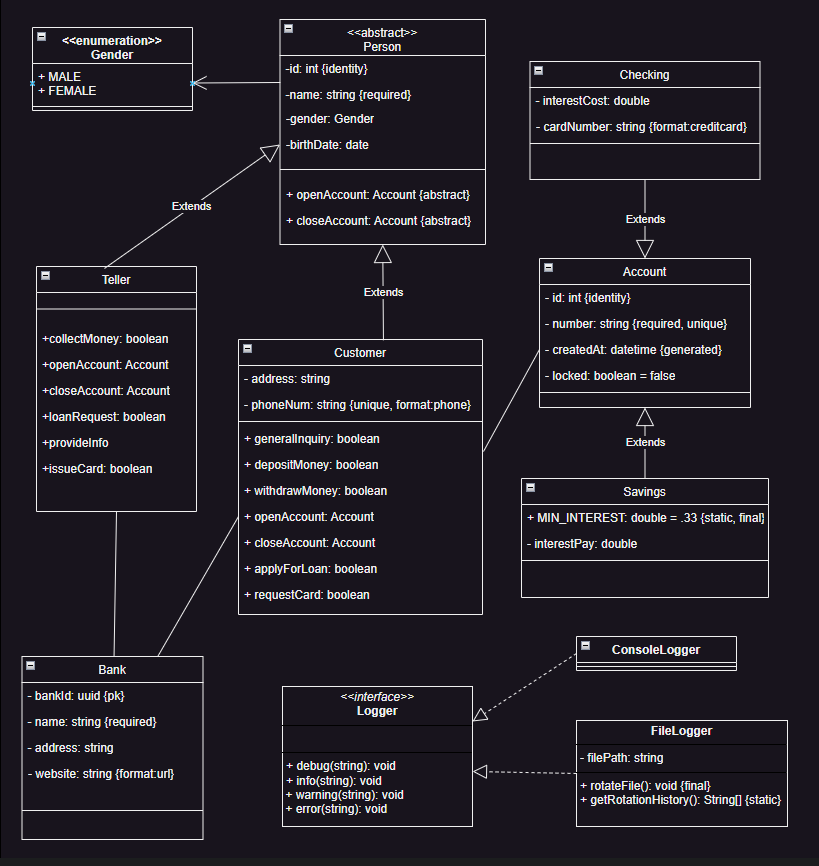 <<enumeration>>
Gender
+ MALE
+ FEMALE
<<abstract>>
Person
-id: int {identity}
-name: string {required}
-gender: Gender
-birthDate: date
+ openAccount: Account {abstract}
+ closeAccount: Account {abstract}
Checking
- interestCost: double
- cardNumber: string {format:creditcard}
Extends
Extends
Extends
Teller
+collectMoney: boolean
+openAccount: Account
+closeAccount: Account
+loanRequest: boolean
+provideInfo
+issueCard: boolean
Customer
- address: string
- phoneNum: string {unique, format:phone}
+ generalInquiry: boolean
+ depositMoney: boolean
+ withdrawMoney: boolean
+ openAccount: Account
+ closeAccount: Account
+ applyForLoan: boolean
+ requestCard: boolean
Account
- id: int {identity}
- number: string {required, unique}
- createdAt: datetime {generated}
- locked: boolean = false
Extends
Savings
+ MIN_INTEREST: double = .33 {static, final}
- interestPay: double
Bank
- bankId: uuid {pk}
- name: string {required}
- address: string
- website: string {format:url}
<<interface>>
Logger
+ debug(string): void
+ info(string): void
+ warning(string): void
+ error(string): void
ConsoleLogger
FileLogger
- filePath: string
+ rotateFile(): void {final}
+ getRotationHistory(): String[] {static}